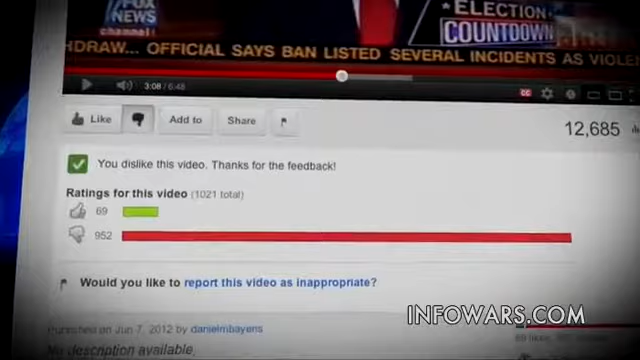 FOX
NEWS
channel
ELECTION
COUNTDOWN
HDRAW... OFFICIAL SAYS BAN LISTED SEVERAL INCIDENTS AS VIOLEN
3:08 / 6:48
CC
Like
Add to
Share
12,685
You dislike this video. Thanks for the feedback!
Ratings for this video (1021 total)
69
952
Would you like to report this video as inappropriate?
INFOWARS.COM
Published on Jun 7, 2012 by danielmbayens
No description available